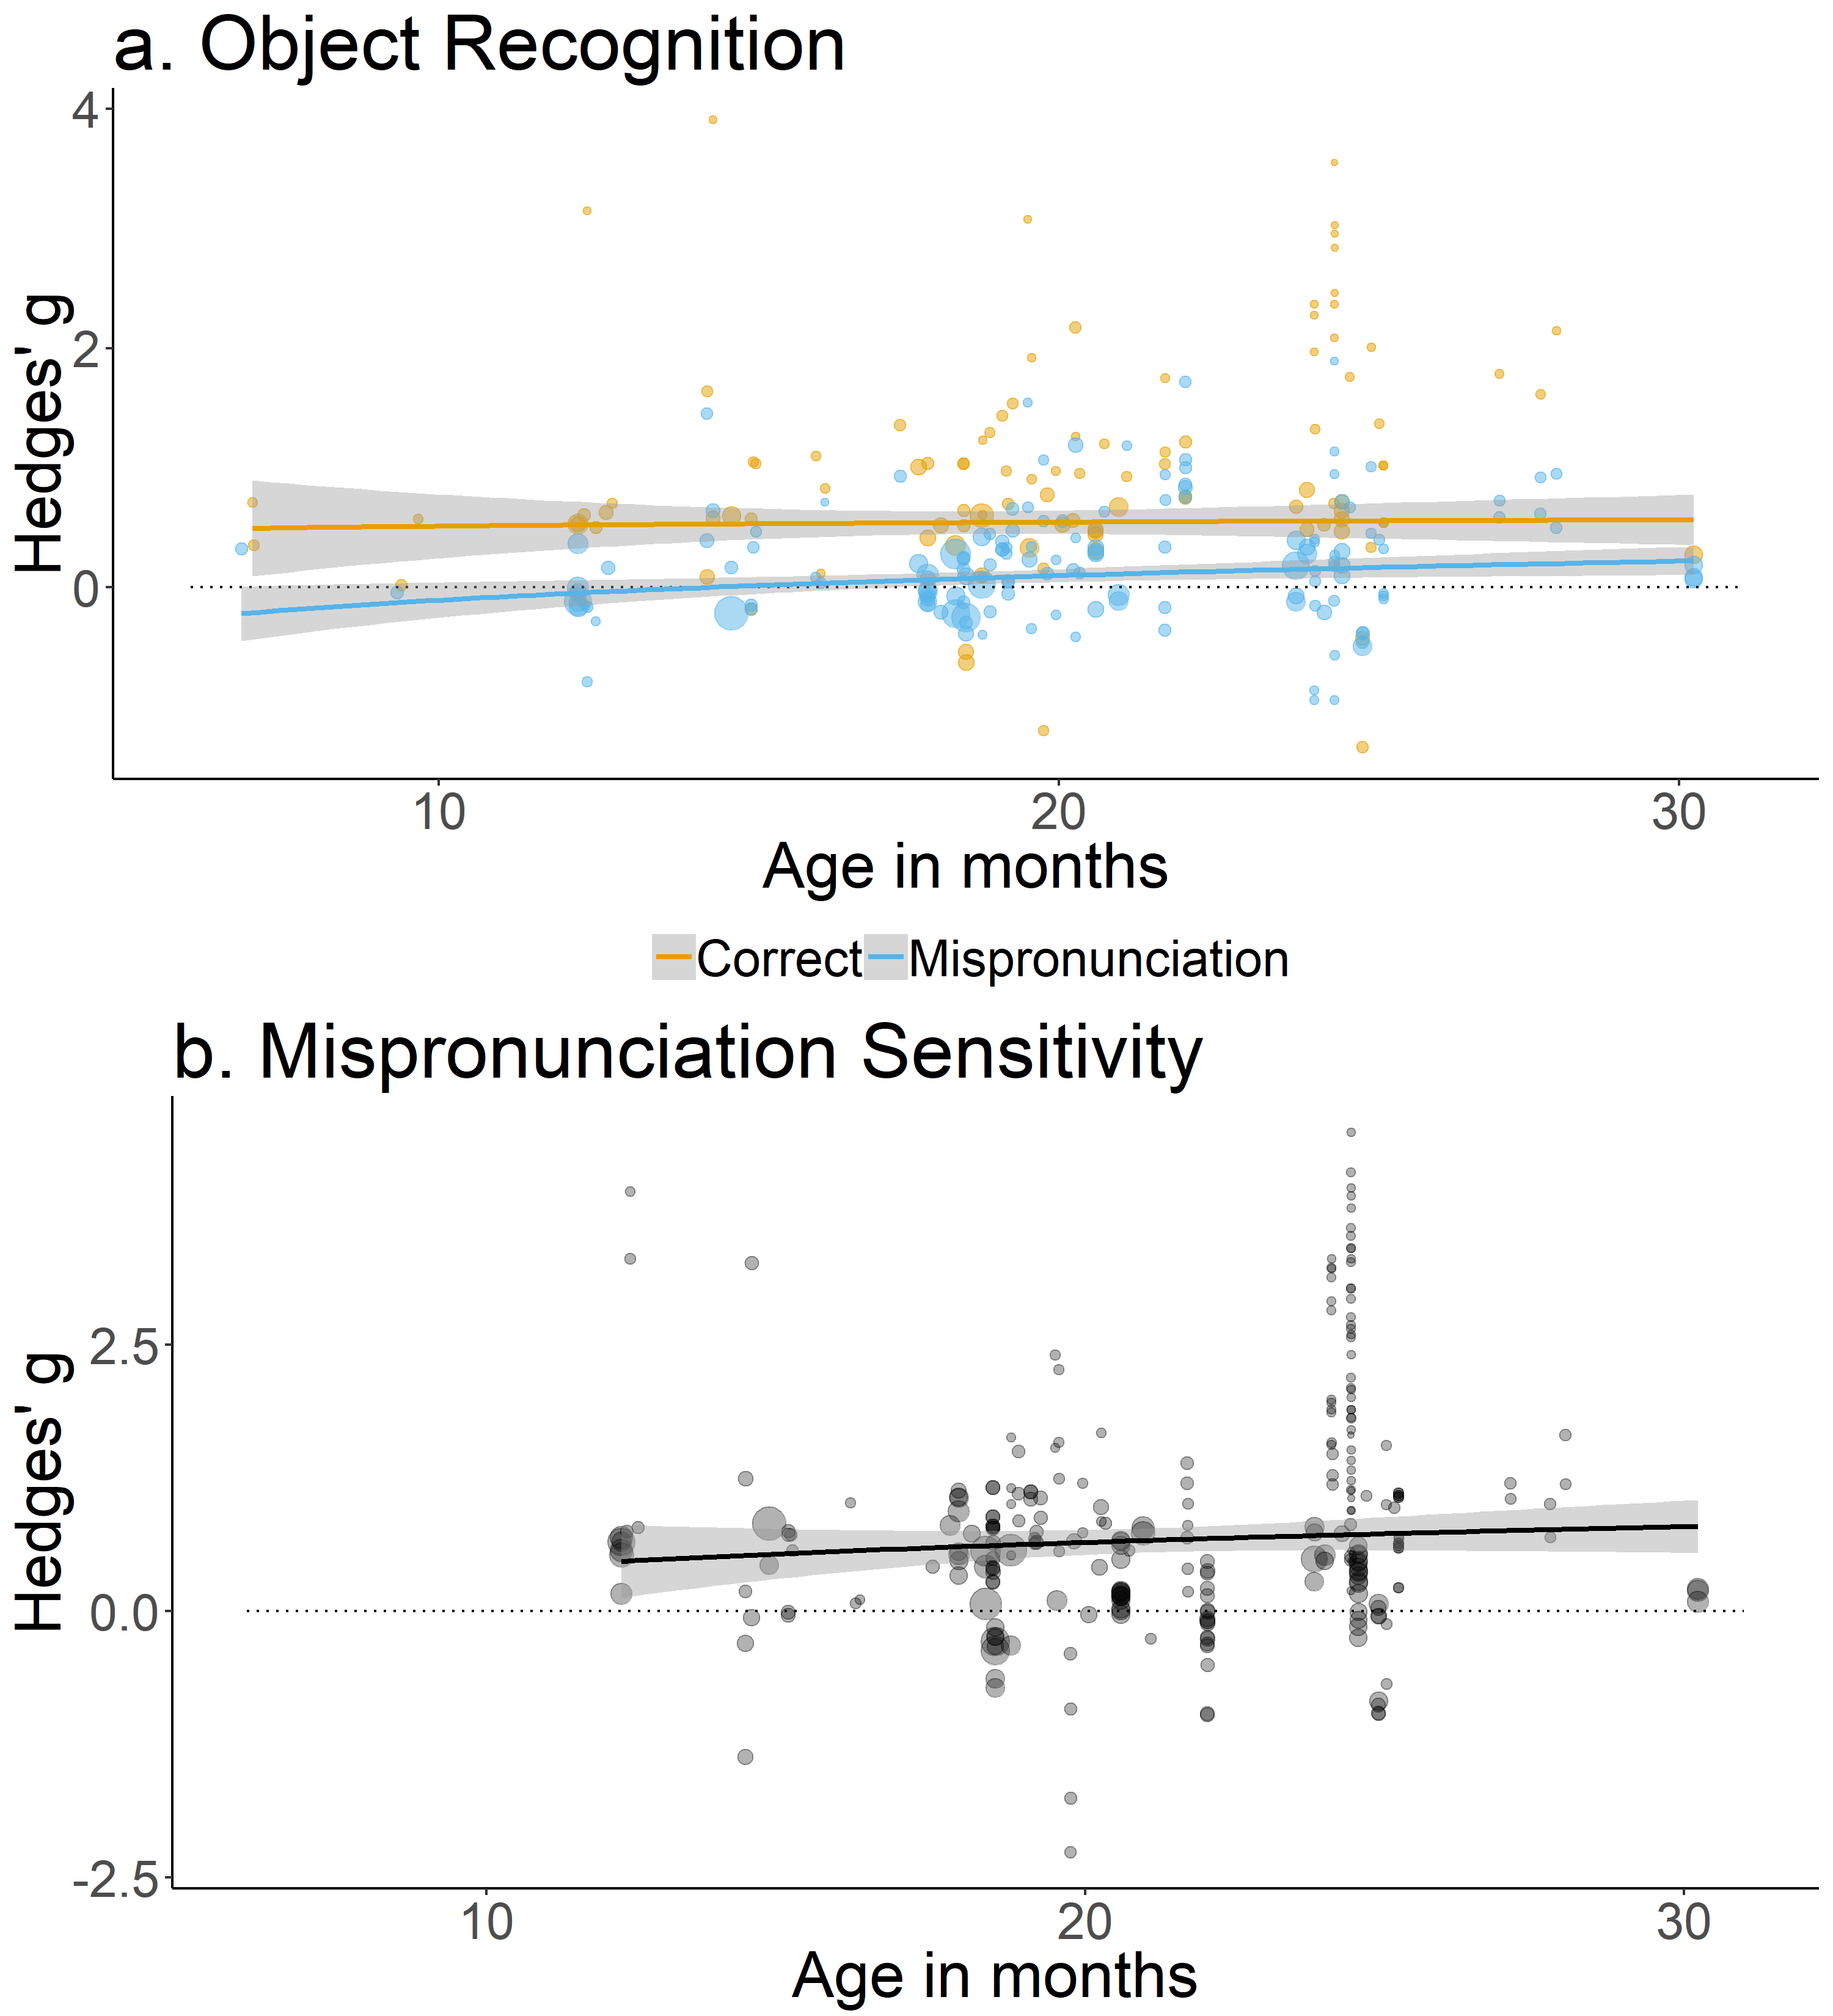 a. Object Recognition
4
2
0
Hedges' g
10 20 30
Age in months
Correct Mispronunciation
b. Mispronunciation Sensitivity
2.5
0.0
-2.5
Hedges' g
10 20 30
Age in months